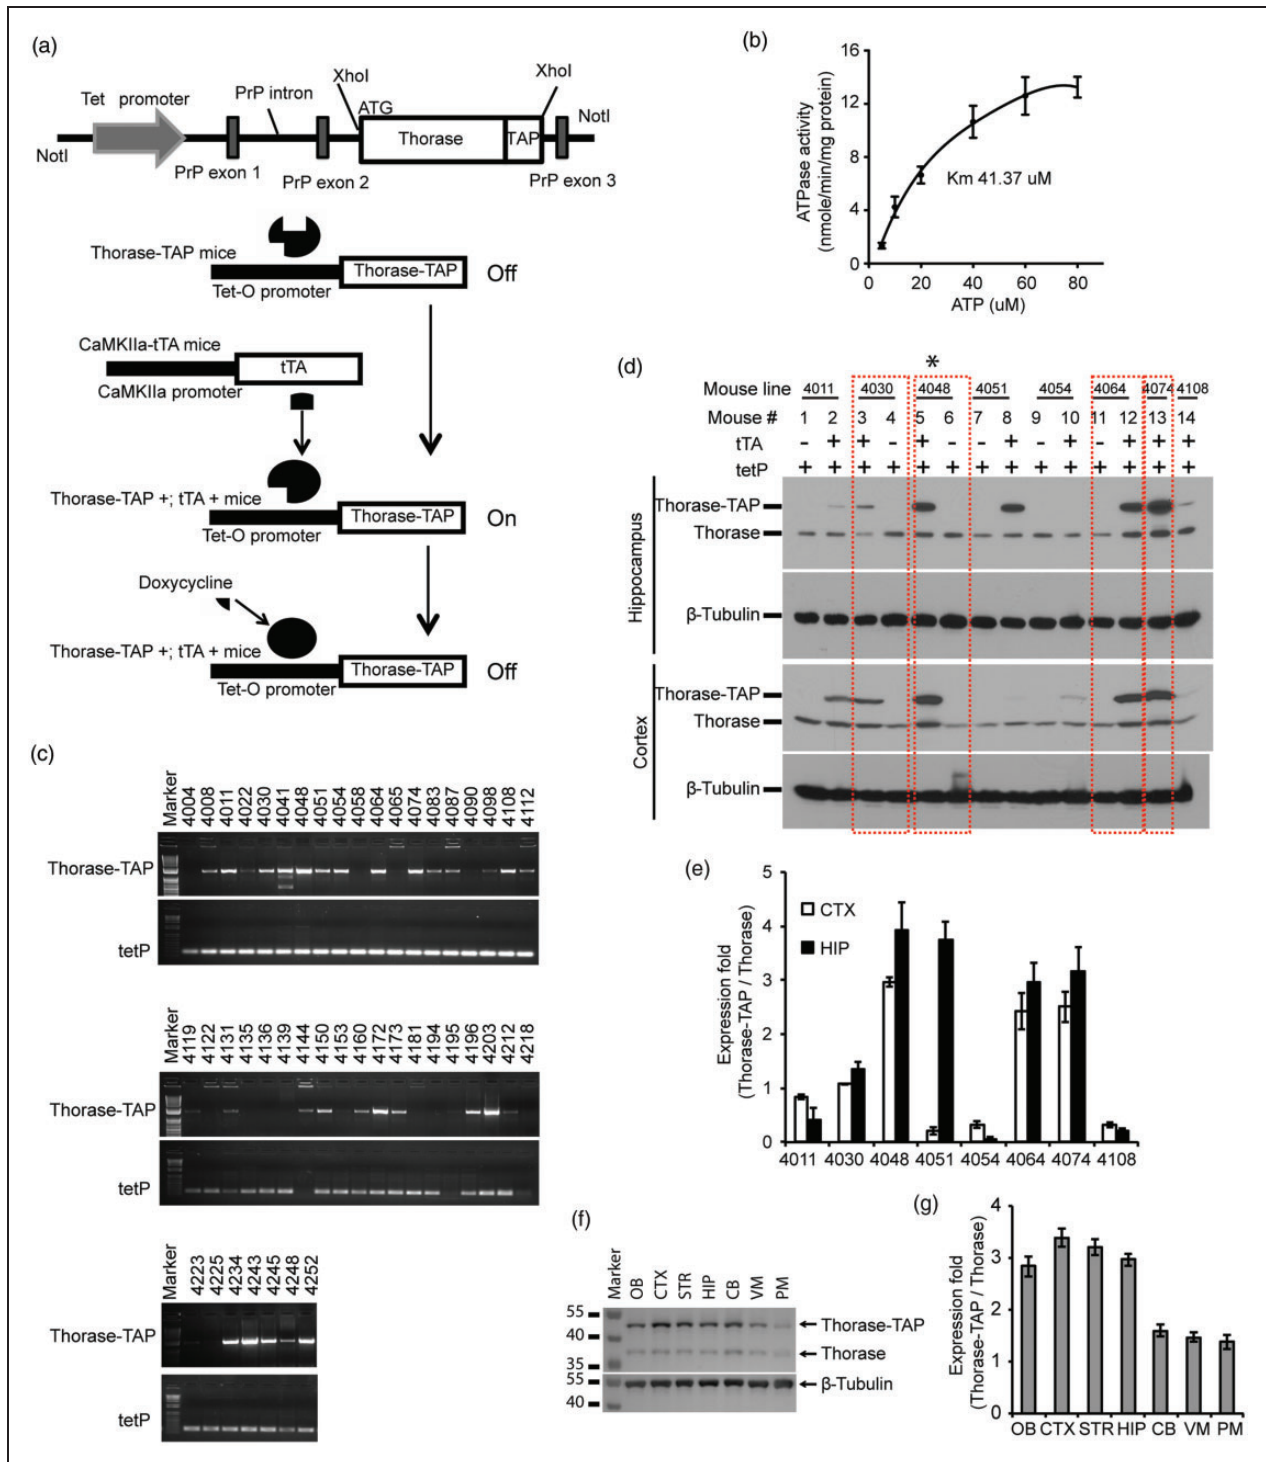 (a)
Tet promoter
PrP intron
XhoI
XhoI
ATG
Thorase
TAP
NotI
NotI
PrP exon 1
PrP exon 2
PrP exon 3
Thorase-TAP mice
Thorase-TAP
Off
Tet-O promoter
CaMKIIa-tTA mice
tTA
CaMKIIa promoter
Thorase-TAP +; tTA + mice
Thorase-TAP
On
Tet-O promoter
Doxycycline
Thorase-TAP +; tTA + mice
Thorase-TAP
Off
Tet-O promoter
(b)
ATPase activity
(nmole/min/mg protein)
16
12
8
4
0
Km 41.37 uM
0 20 40 60 80
ATP (uM)
(c)
Marker 4004 4008 4011 4022 4030 4041 4048 4051 4054 4058 4064 4065 4074 4083 4087 4090 4098 4108 4112
Thorase-TAP
tetP
Marker 4119 4122 4131 4135 4136 4139 4144 4150 4153 4160 4172 4173 4181 4194 4195 4196 4203 4212 4218
Thorase-TAP
tetP
Marker 4223 4225 4234 4243 4245 4248 4252
Thorase-TAP
tetP
(d)
*
Mouse line 4011 4030 4048 4051 4054 4064 4074 4108
Mouse # 1 2 3 4 5 6 7 8 9 10 11 12 13 14
tTA - + + - + - - + - + - + + +
tetP + + + + + + + + + + + + + +
Hippocampus
Thorase-TAP
Thorase
β-Tubulin
Cortex
Thorase-TAP
Thorase
β-Tubulin
(e)
Expression fold
(Thorase-TAP / Thorase)
5
4
3
2
1
0
CTX
HIP
4011 4030 4048 4051 4054 4064 4074 4108
(f)
Marker OB CTX STR HIP CB VM PM
55
40
35
55
40
Thorase-TAP
Thorase
β-Tubulin
(g)
Expression fold
(Thorase-TAP / Thorase)
4
3
2
1
0
OB CTX STR HIP CB VM PM